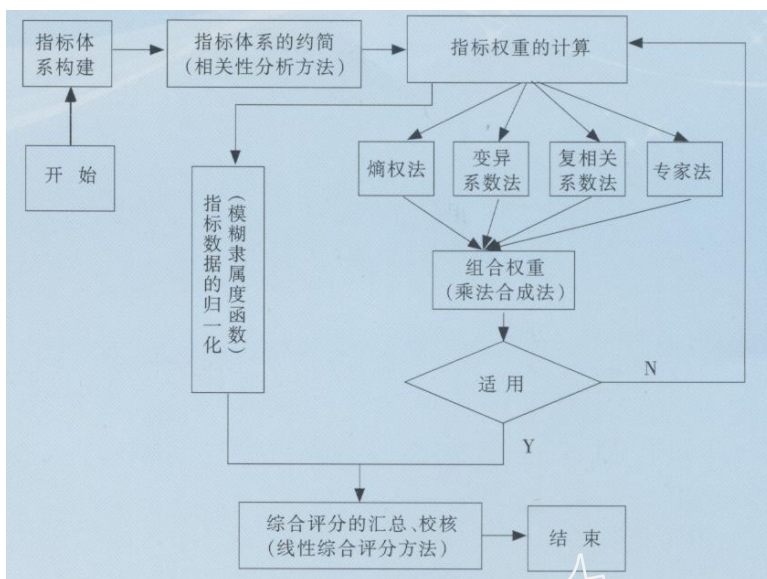 指标体
系构建
指标体系的约简
(相关性分析方法)
指标权重的计算
开 始
熵权法
变异
系数法
复相关
系数法
专家法
指标数据的归一化
(模糊隶属度函数)
组合权重
(乘法合成法)
适 用
N
Y
综合评分的汇总、校核
(线性综合评分方法)
结 束